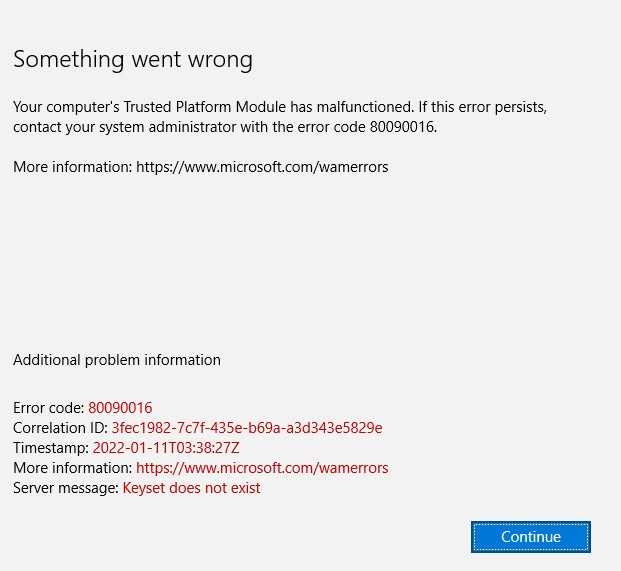 Something went wrong
Your computer's Trusted Platform Module has malfunctioned. If this error persists,
contact your system administrator with the error code 80090016.
More information: https://www.microsoft.com/wamerrors
Additional problem information
Error code: 80090016
Correlation ID: 3fec1982-7c7f-435e-b69a-a3d343e5829e
Timestamp: 2022-01-11T03:38:27Z
More information: https://www.microsoft.com/wamerrors
Server message: Keyset does not exist
Continue